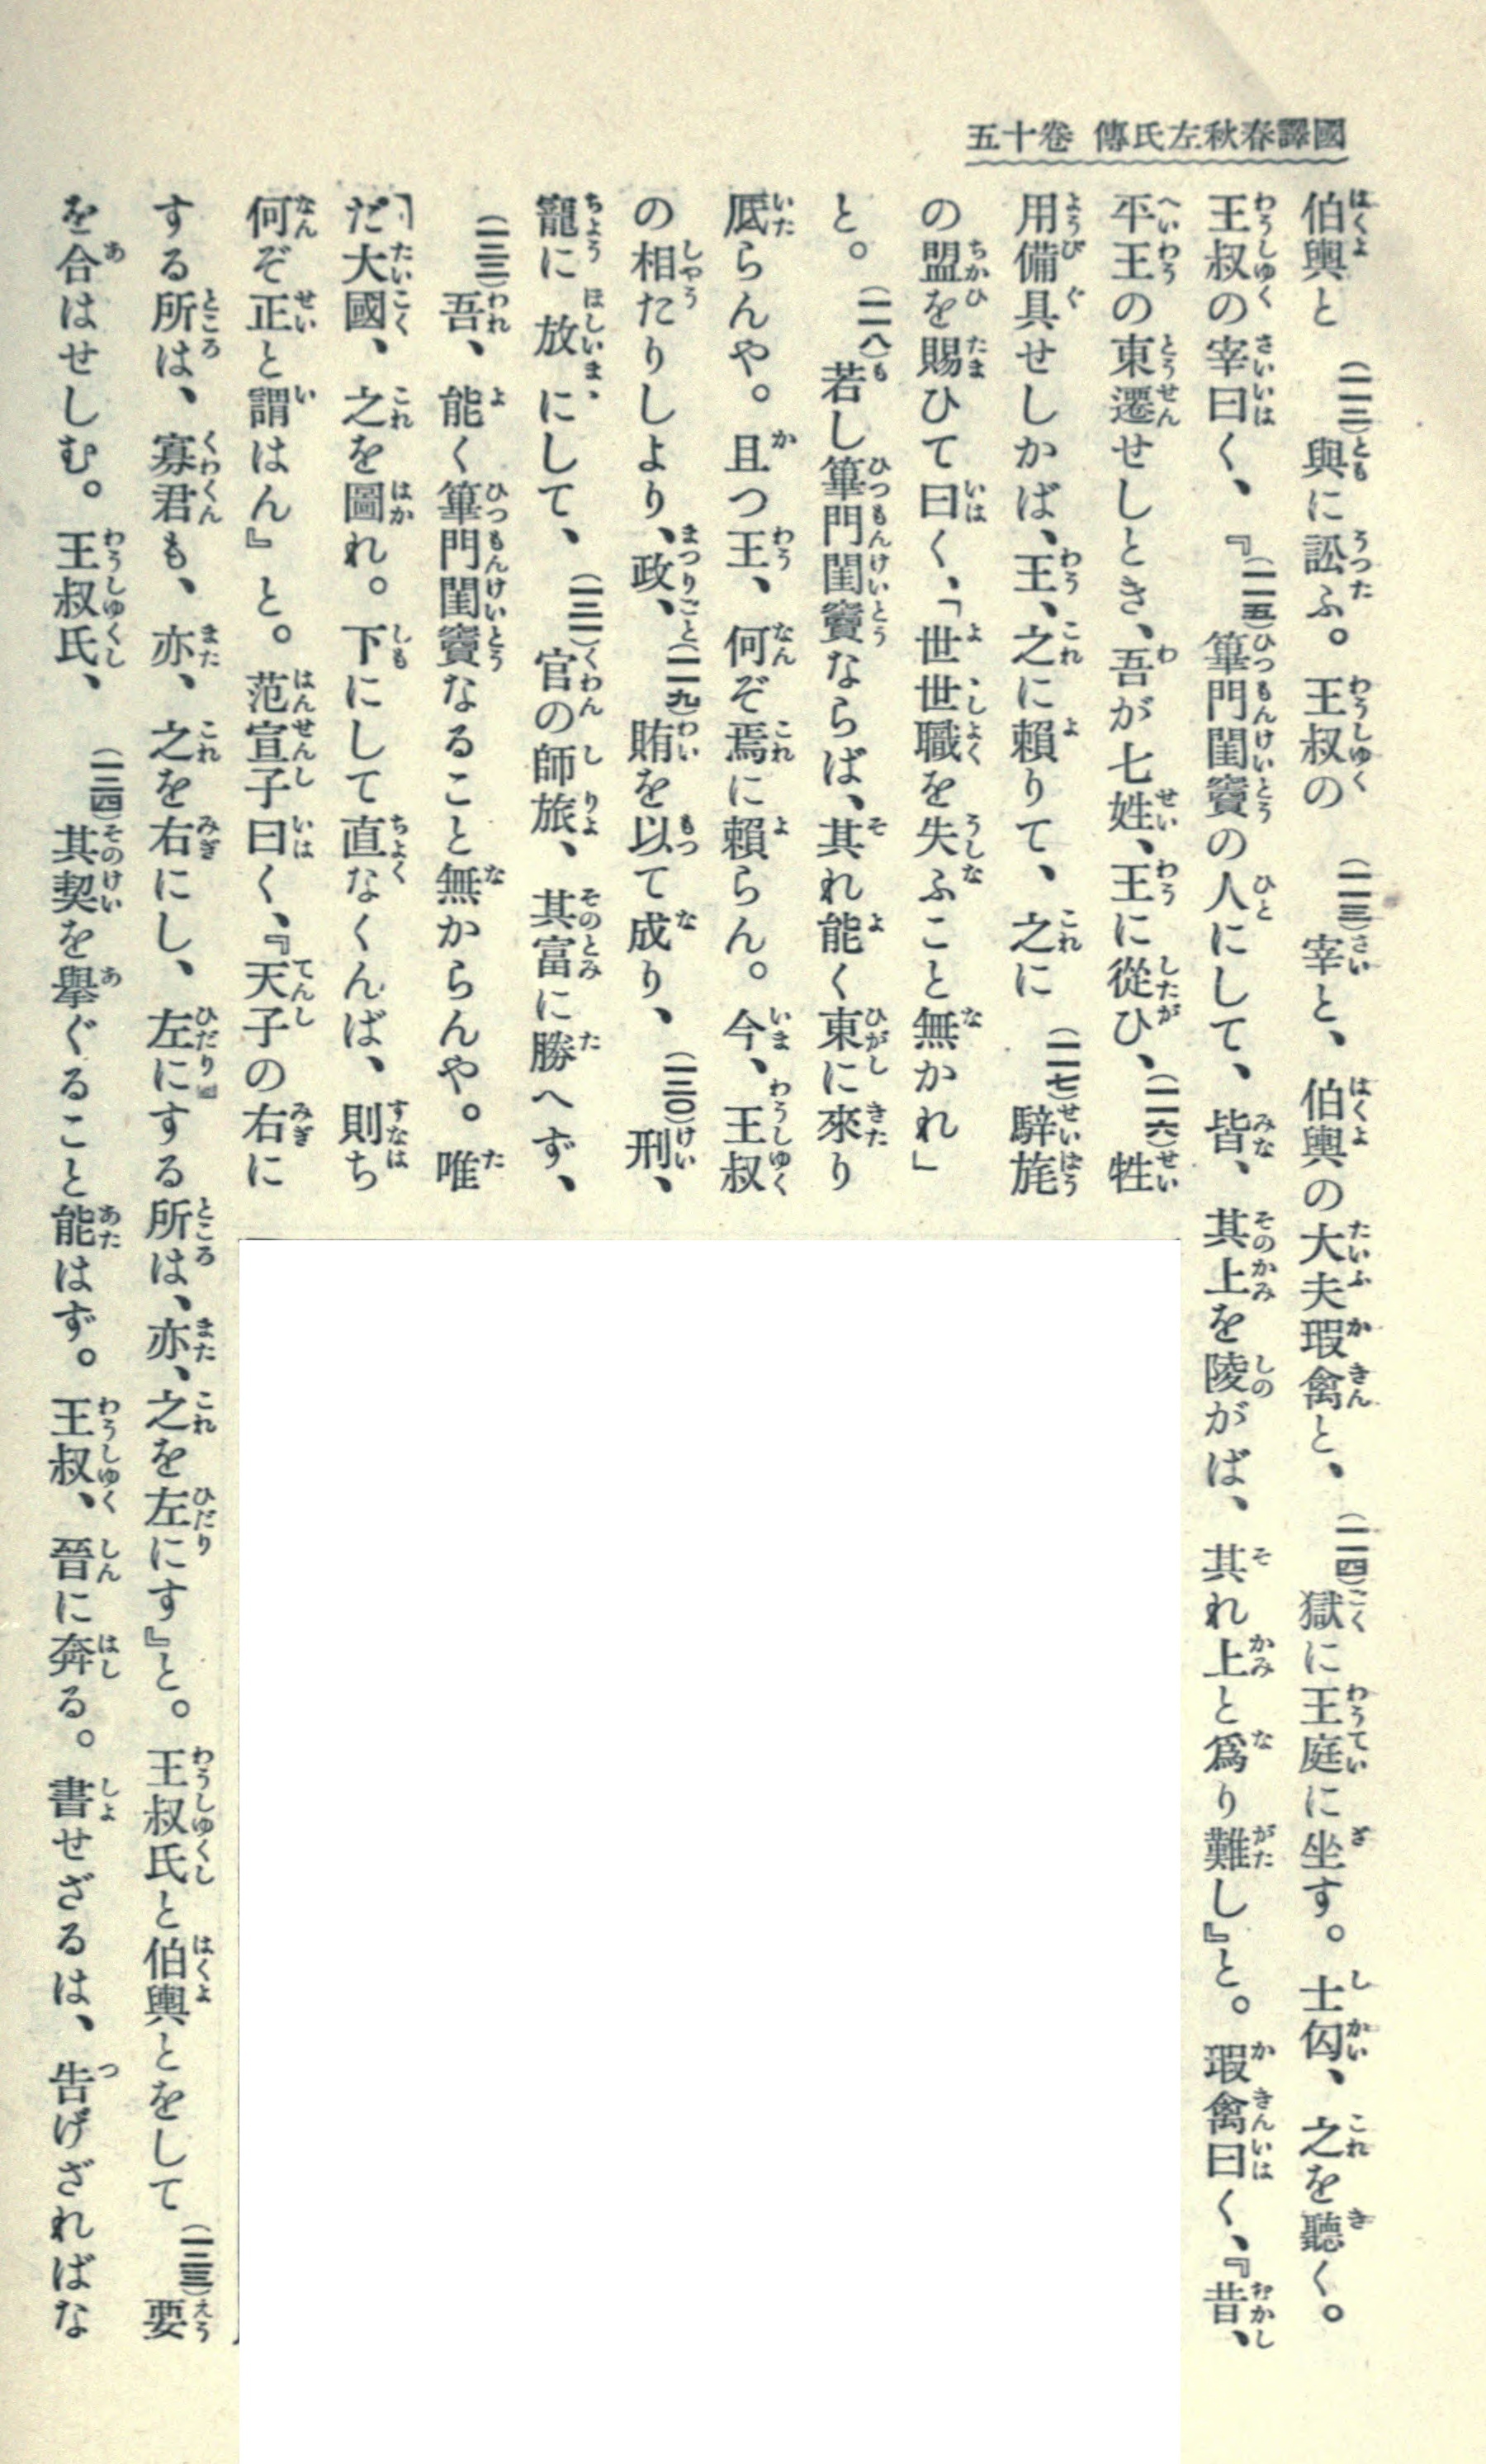 國譯春秋左氏傳 卷十五
伯輿と(一一二)與に訟ふ。王叔の(一一三)宰と、伯輿の大夫瑕禽と、(一一四)獄に王庭に坐す。士匃、之を聽く。
王叔の宰曰く、『(一一五)篳門閨竇の人にして、皆、其上を陵がば、其れ上と爲り難し』と。瑕禽曰く、『昔、
平王の東遷せしとき、吾が七姓、王に從ひ、(一一六)牲
用備具せしかば、王、之に賴りて、之に(一一七)騂旄
の盟を賜ひて曰く、「世世職を失ふこと無かれ」
と。(一一八)若し篳門閨竇ならば、其れ能く東に來り
底らんや。且つ王、何ぞ焉に賴らん。今、王叔
の相たりしより、政、(一一九)賄を以て成り、(一二〇)刑、
寵に放にして、(一二一)官の師旅、其富に勝へず、
(一二二)吾、能く篳門閨竇なること無からんや。唯
だ大國、之を圖れ。下にして直なくんば、則ち
何ぞ正と謂はん』と。范宣子曰く、『天子の右に
する所は、寡君も、亦、之を右にし、左にする所は、亦、之を左にす』と。王叔氏と伯輿とをして(一二三)要
を合はせしむ。王叔氏、(一二四)其契を擧ぐること能はず。王叔、晉に奔る。書せざるは、告げざればな